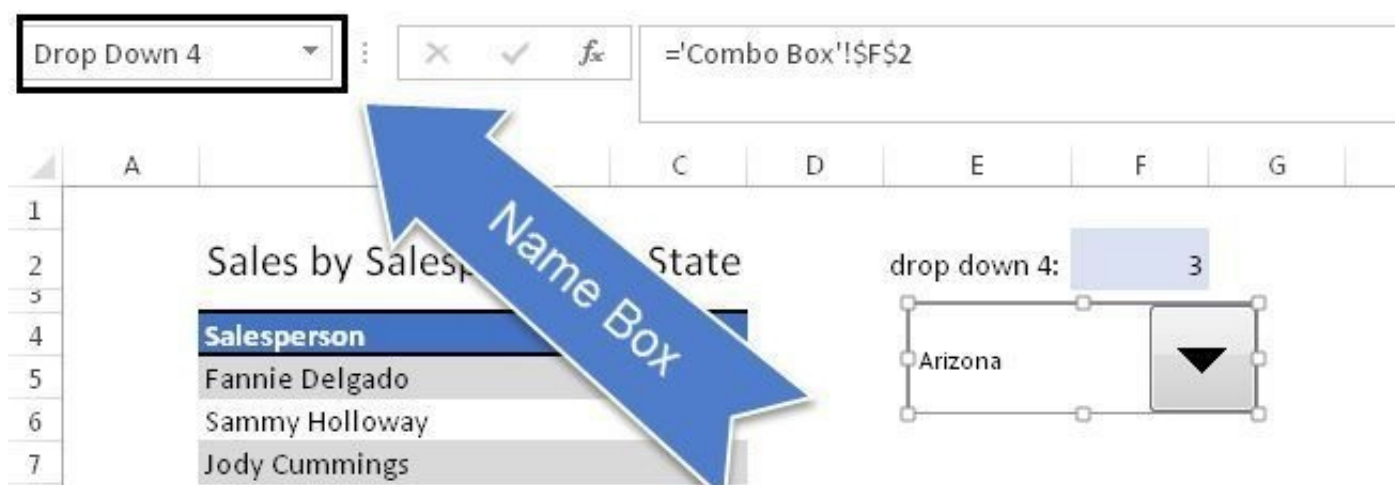 Drop Down 4 fx ='Combo Box'!$F$2
A C D E F G
1
2 Sales by State drop down 4: 3
3
4 Salesperson
Name Box
Arizona
5 Fannie Delgado
6 Sammy Holloway
7 Jody Cummings